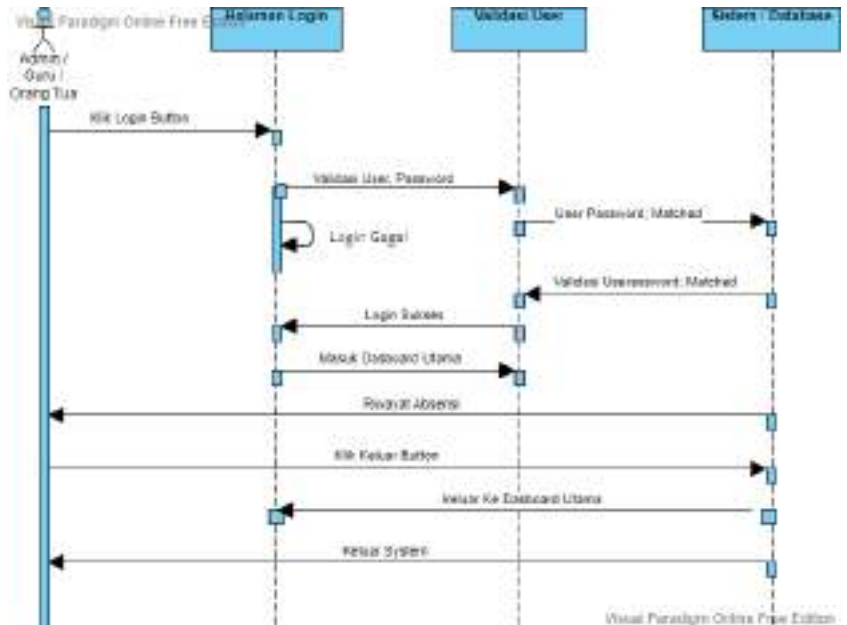 Visual Paradigm Online Free Edition
Halaman Login
Validasi User
Sistem / Database
Admin /
Guru /
Orang Tua
Klik Login Button
Validasi User, Password
User Password, Matched
Login Gagal
Validasi Userpassword, Matched
Login Sukses
Masuk Dasboard Utama
Riwayat Absensi
Klik Keluar Button
Keluar Ke Dasboard Utama
Keluar System
Visual Paradigm Online Free Edition